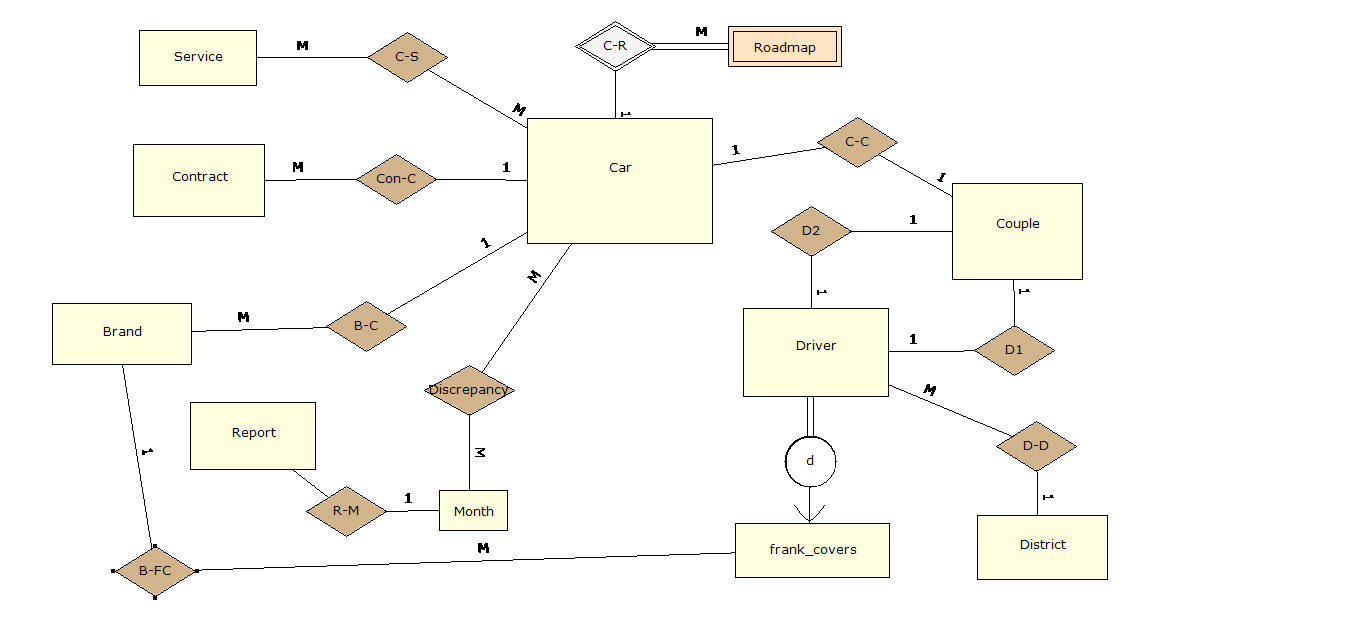 C-R
M
Roadmap
Service
M
C-S
M
1
Car
1
C-C
1
Contract
M
Con-C
1
Couple
D2
1
1
1
1
M
Brand
M
B-C
1
Driver
1
D1
M
Discrepancy
Report
1
M
D-D
d
1
R-M
1
Month
M
District
frank_covers
M
B-FC